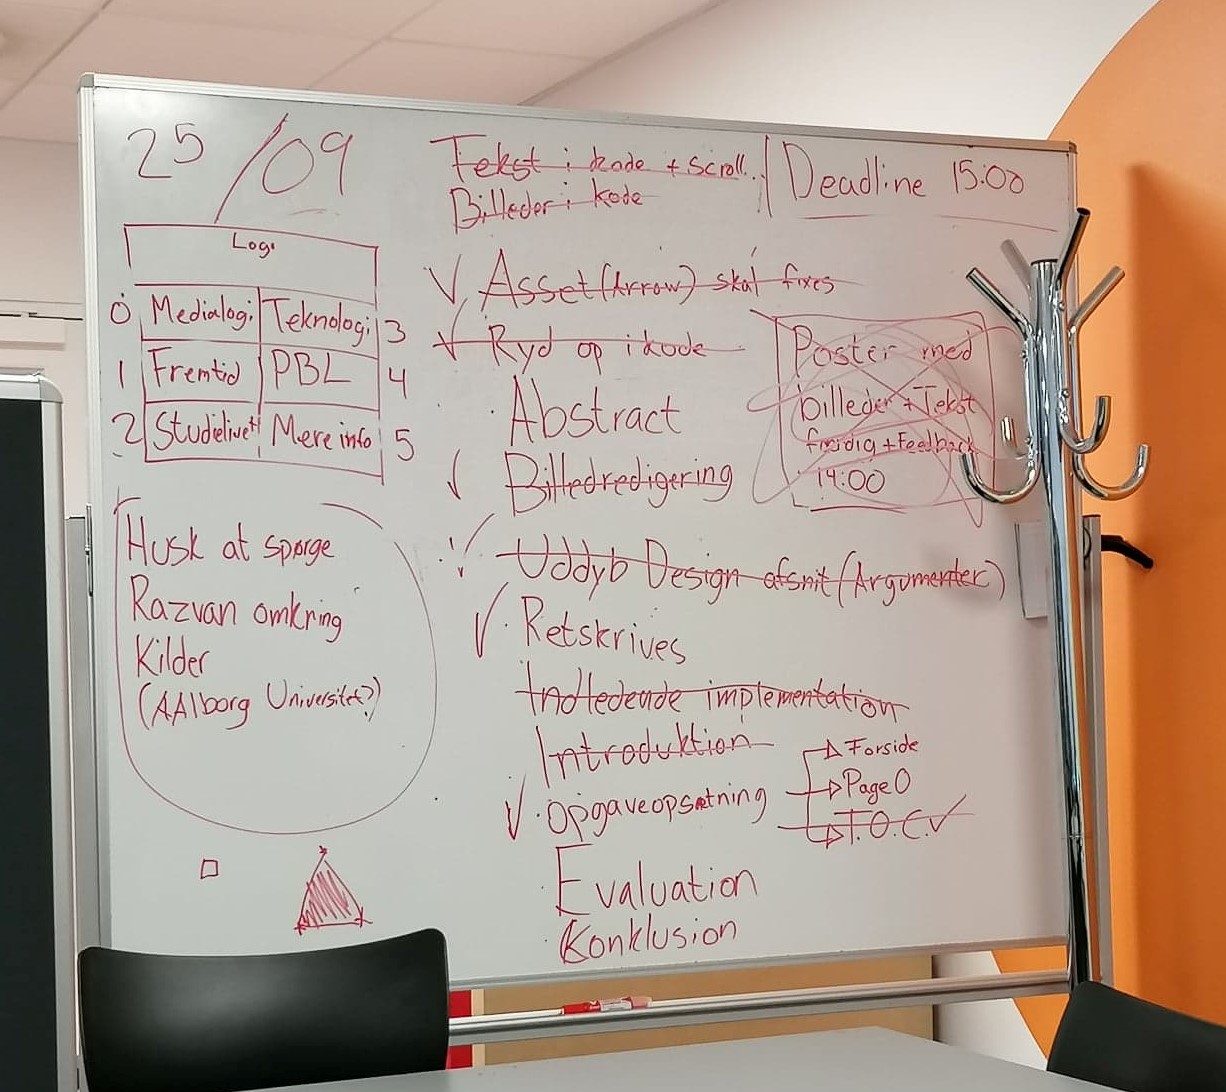 25/09
Tekst i kode + Scroll.
Billeder i kode
Deadline 15:00
Logi
0 Medialogi Teknologi 3
1 Fremtid PBL 4
2 Studielivet Mere info 5
Husk at spørge
Razvan omkring
Kilder
(AAlborg Universitet?)
Asset (Arrow) skal fixes
Ryd op i kode
Abstract
Billedredigering
Poster med
billeder + Tekst
færdig + Feedback
14:00
Uddyb Design afsnit (Argumenter)
Retskrives
Indledende implementation
Introduktion
Opgaveopsætning
Forside
Page 0
T.O.C.
Evaluation
Konklusion